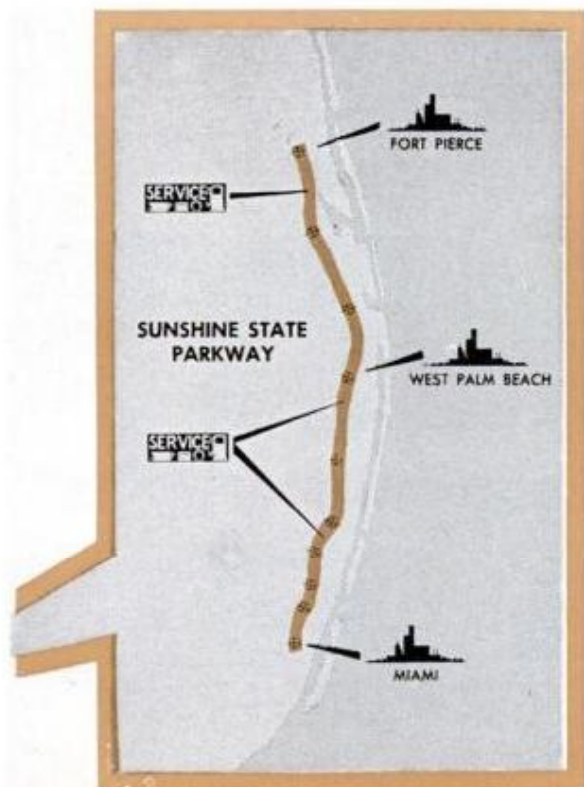 FORT PIERCE
SERVICE
SUNSHINE STATE
PARKWAY
WEST PALM BEACH
SERVICE
MIAMI